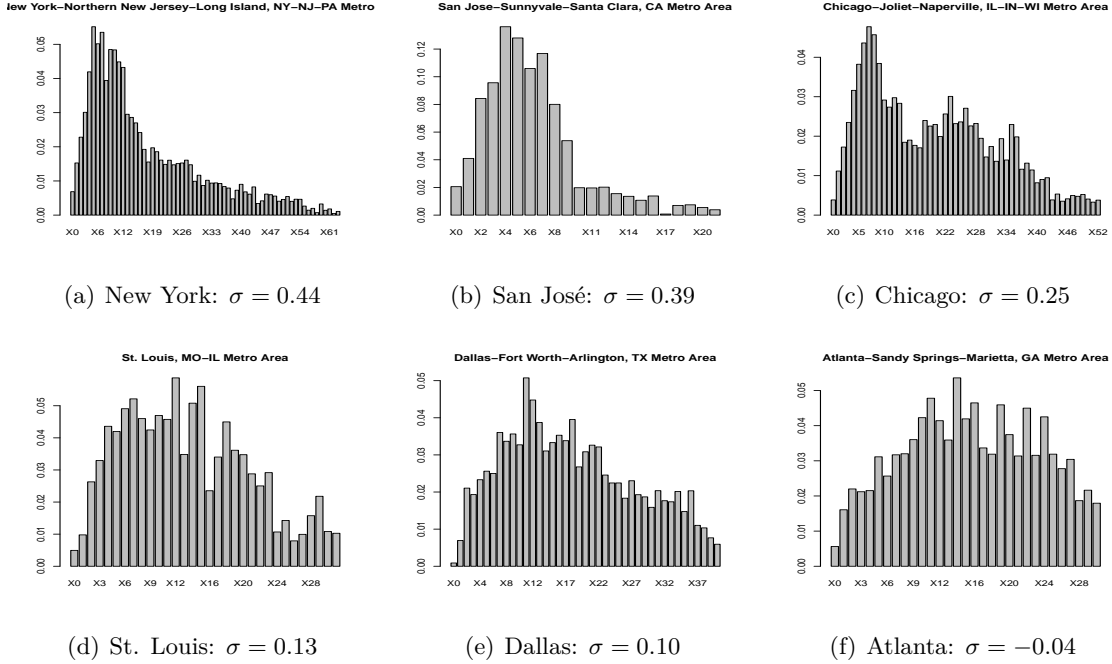 New York−Northern New Jersey−Long Island, NY−NJ−PA Metro
San Jose−Sunnyvale−Santa Clara, CA Metro Area
Chicago−Joliet−Naperville, IL−IN−WI Metro Area
0.00 0.01 0.02 0.03 0.04 0.05
0.00 0.02 0.04 0.06 0.08 0.10 0.12
0.00 0.01 0.02 0.03 0.04
X0 X6 X12 X19 X26 X33 X40 X47 X54 X61
X0 X2 X4 X6 X8 X11 X14 X17 X20
X0 X5 X10 X16 X22 X28 X34 X40 X46 X52
(a) New York: σ = 0.44
(b) San José: σ = 0.39
(c) Chicago: σ = 0.25
St. Louis, MO−IL Metro Area
Dallas−Fort Worth−Arlington, TX Metro Area
Atlanta−Sandy Springs−Marietta, GA Metro Area
0.00 0.01 0.02 0.03 0.04 0.05
0.00 0.01 0.02 0.03 0.04 0.05
0.00 0.01 0.02 0.03 0.04 0.05
X0 X3 X6 X9 X12 X16 X20 X24 X28
X0 X4 X8 X12 X17 X22 X27 X32 X37
X0 X3 X6 X9 X12 X16 X20 X24 X28
(d) St. Louis: σ = 0.13
(e) Dallas: σ = 0.10
(f) Atlanta: σ = −0.04